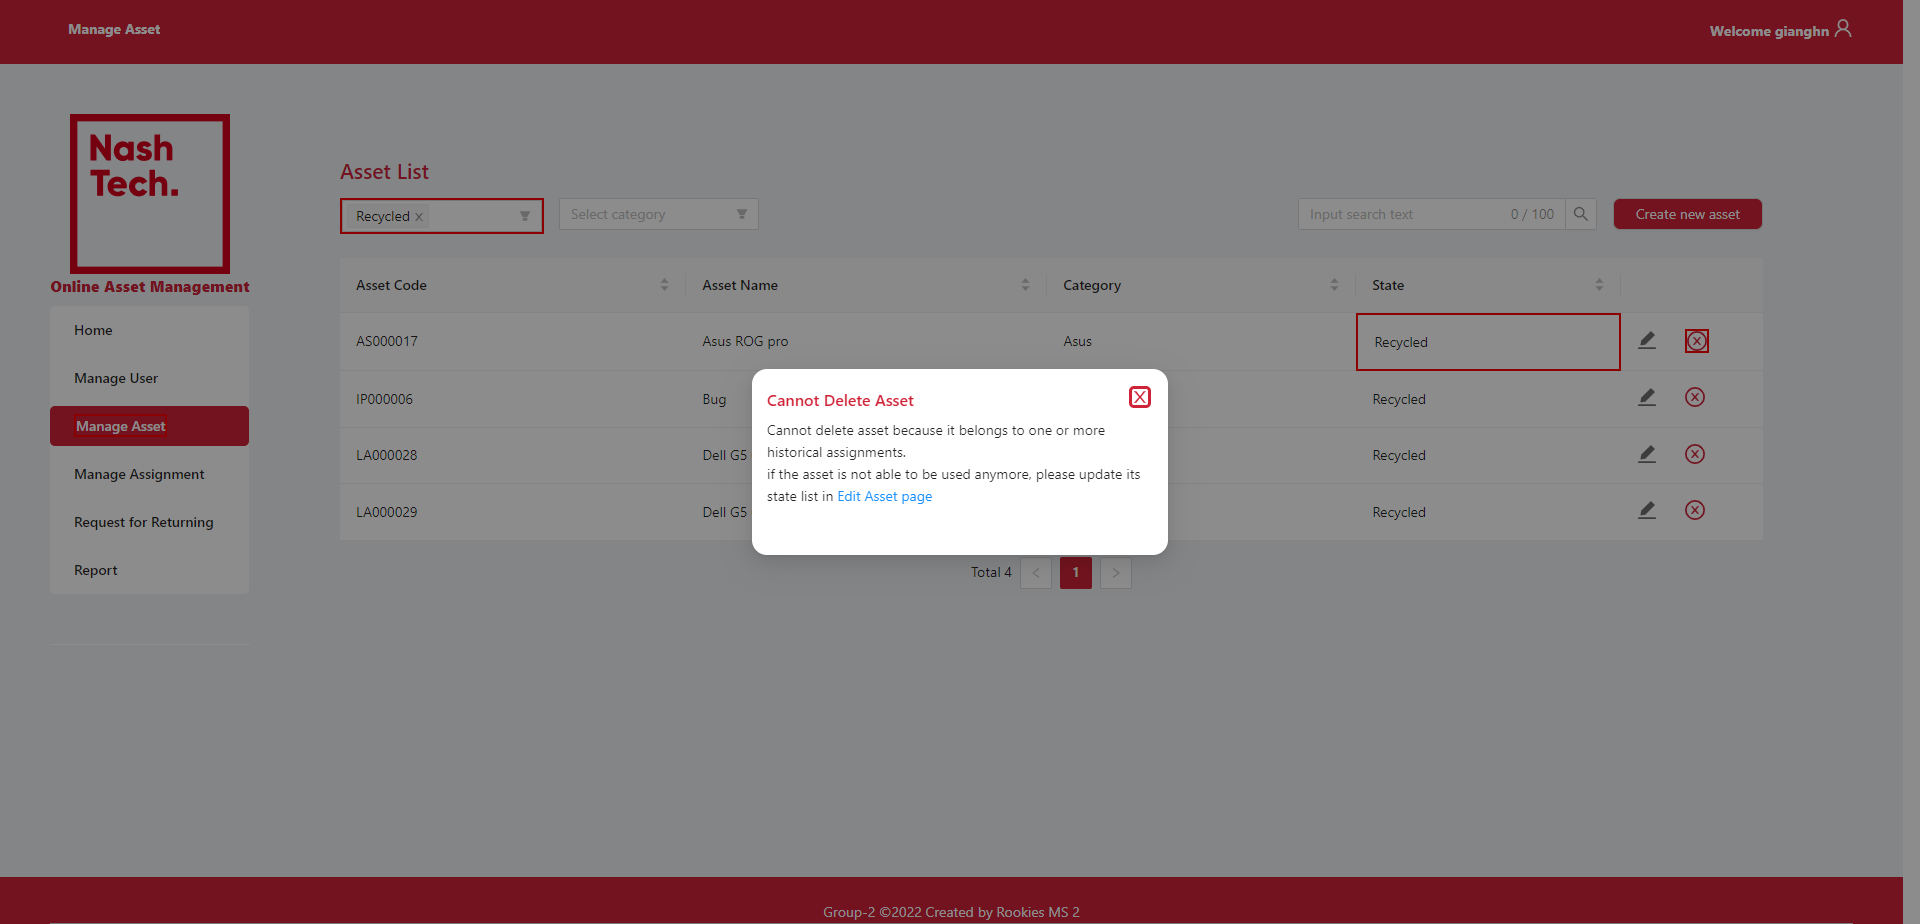 Manage Asset
Welcome gianghn
Nash
Tech.
Online Asset Management
Home
Manage User
Manage Asset
Manage Assignment
Request for Returning
Report
Asset List
Recycled
Select category
Input search text 0 / 100
Create new asset
Asset Code Asset Name Category State
AS000017 Asus ROG pro Asus Recycled
IP000006 Bug Recycled
LA000028 Dell G5 Recycled
LA000029 Dell G5 Recycled
Cannot Delete Asset
Cannot delete asset because it belongs to one or more
historical assignments.
if the asset is not able to be used anymore, please update its
state list in Edit Asset page
Total 4 < 1 >
Group-2 ©2022 Created by Rookies MS 2